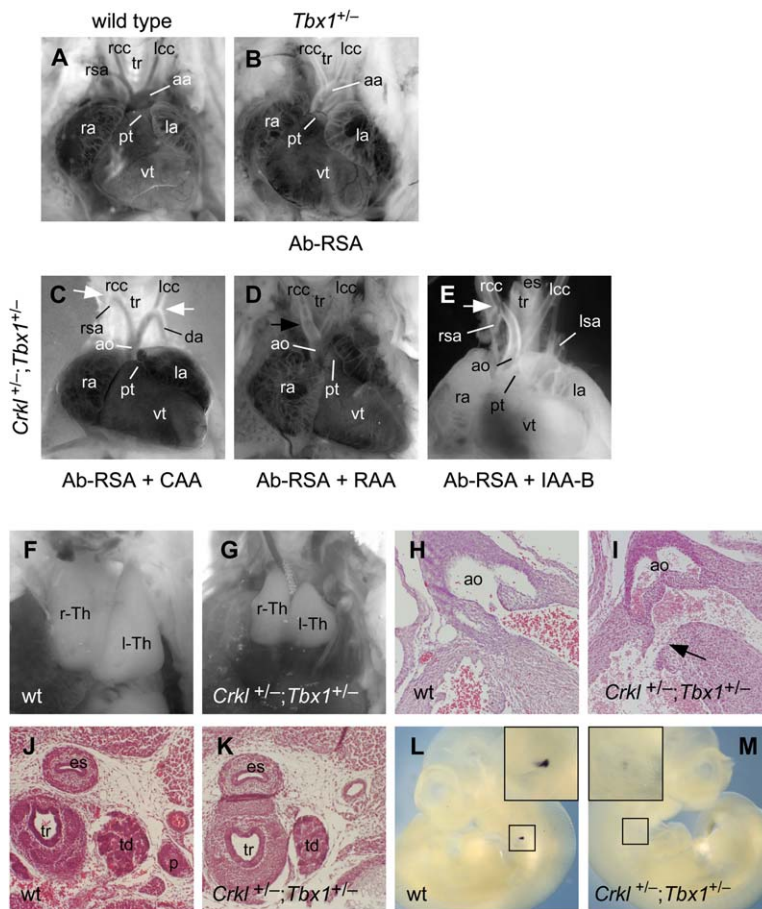 wild type
Tbx1+/–
A
rcc
lcc
tr
rsa
aa
ra
pt
la
vt
B
rcc
lcc
tr
aa
ra
pt
la
vt
Ab-RSA
Crkl+/–;Tbx1+/–
C
rcc
lcc
tr
rsa
da
ao
ra
la
pt
vt
D
rcc
lcc
tr
ao
ra
pt
vt
E
es
rcc
lcc
tr
rsa
lsa
ao
ra
la
pt
vt
Ab-RSA + CAA
Ab-RSA + RAA
Ab-RSA + IAA-B
F
r-Th
l-Th
wt
G
r-Th
l-Th
Crkl+/–;Tbx1+/–
H
ao
wt
I
ao
Crkl+/–;Tbx1+/–
J
es
tr
td
p
wt
K
es
tr
td
Crkl+/–;Tbx1+/–
L
wt
M
Crkl+/–;Tbx1+/–